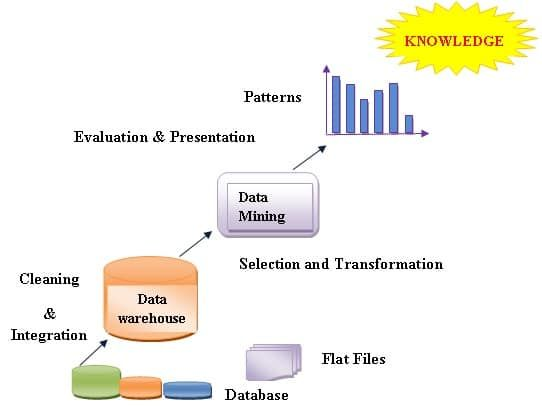 KNOWLEDGE
Patterns
Evaluation & Presentation
Data
Mining
Selection and Transformation
Cleaning
&
Integration
Data
warehouse
Flat Files
Database